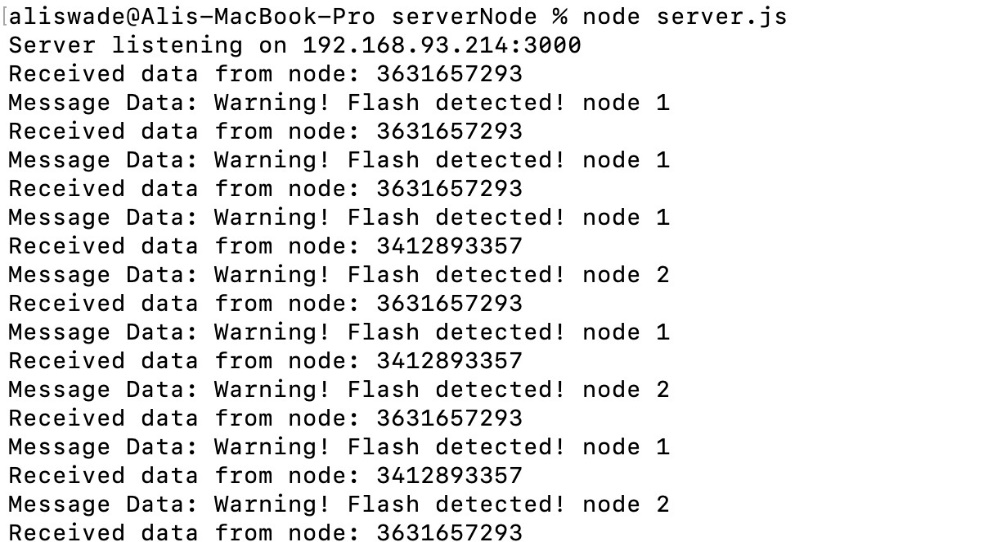 [aliswade@Alis-MacBook-Pro serverNode % node server.js
Server listening on 192.168.93.214:3000
Received data from node: 3631657293
Message Data: Warning! Flash detected! node 1
Received data from node: 3631657293
Message Data: Warning! Flash detected! node 1
Received data from node: 3631657293
Message Data: Warning! Flash detected! node 1
Received data from node: 3412893357
Message Data: Warning! Flash detected! node 2
Received data from node: 3631657293
Message Data: Warning! Flash detected! node 1
Received data from node: 3412893357
Message Data: Warning! Flash detected! node 2
Received data from node: 3631657293
Message Data: Warning! Flash detected! node 1
Received data from node: 3412893357
Message Data: Warning! Flash detected! node 2
Received data from node: 3631657293